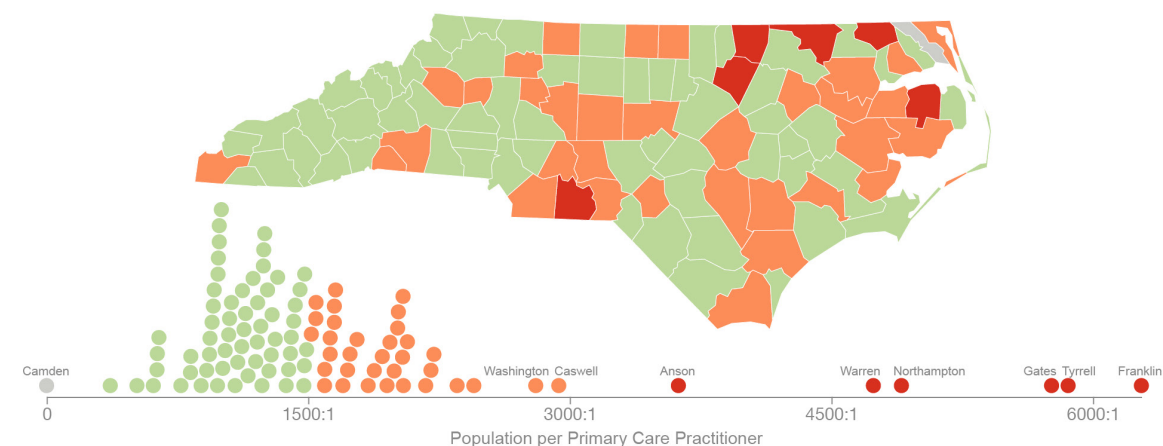 Camden Washington Caswell Anson Warren Northampton Gates Tyrrell Franklin
0 1500:1 3000:1 4500:1 6000:1
Population per Primary Care Practitioner